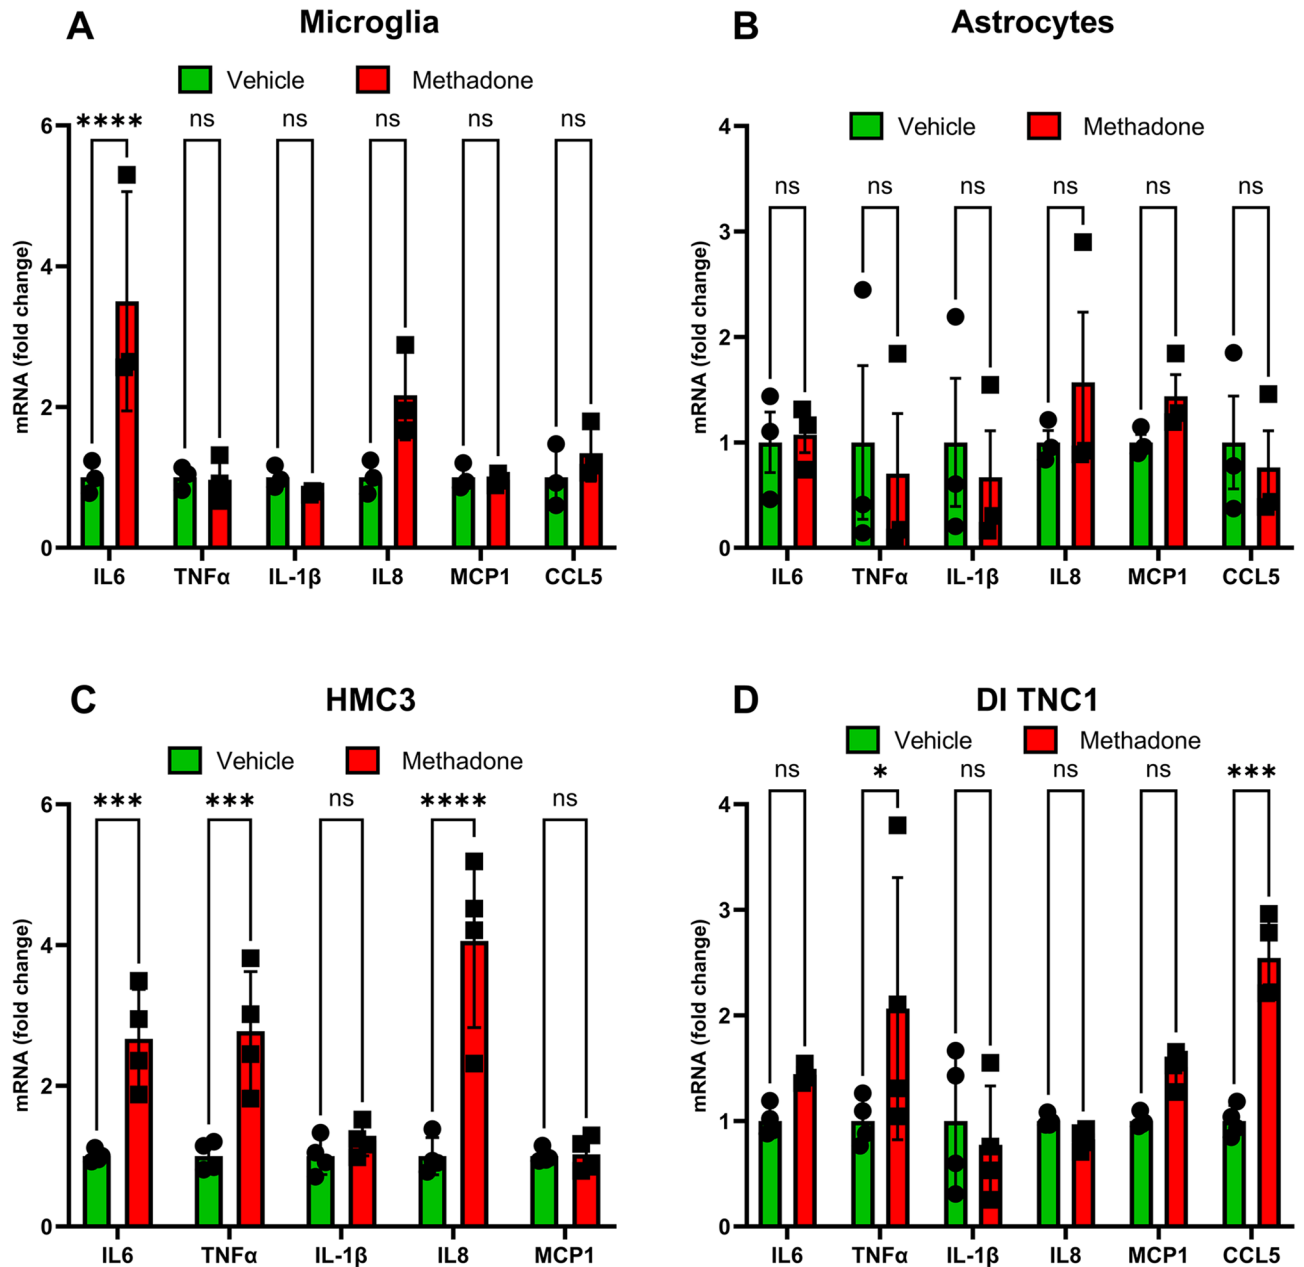 A Microglia
Vehicle Methadone
**** ns ns ns ns ns
mRNA (fold change)
6
4
2
0
IL6 TNFα IL-1β IL8 MCP1 CCL5
B Astrocytes
Vehicle Methadone
ns ns ns ns ns ns
mRNA (fold change)
4
3
2
1
0
IL6 TNFα IL-1β IL8 MCP1 CCL5
C HMC3
Vehicle Methadone
*** *** ns **** ns
mRNA (fold change)
6
4
2
0
IL6 TNFα IL-1β IL8 MCP1
D DI TNC1
Vehicle Methadone
ns * ns ns ns ***
mRNA (fold change)
4
3
2
1
0
IL6 TNFα IL-1β IL8 MCP1 CCL5